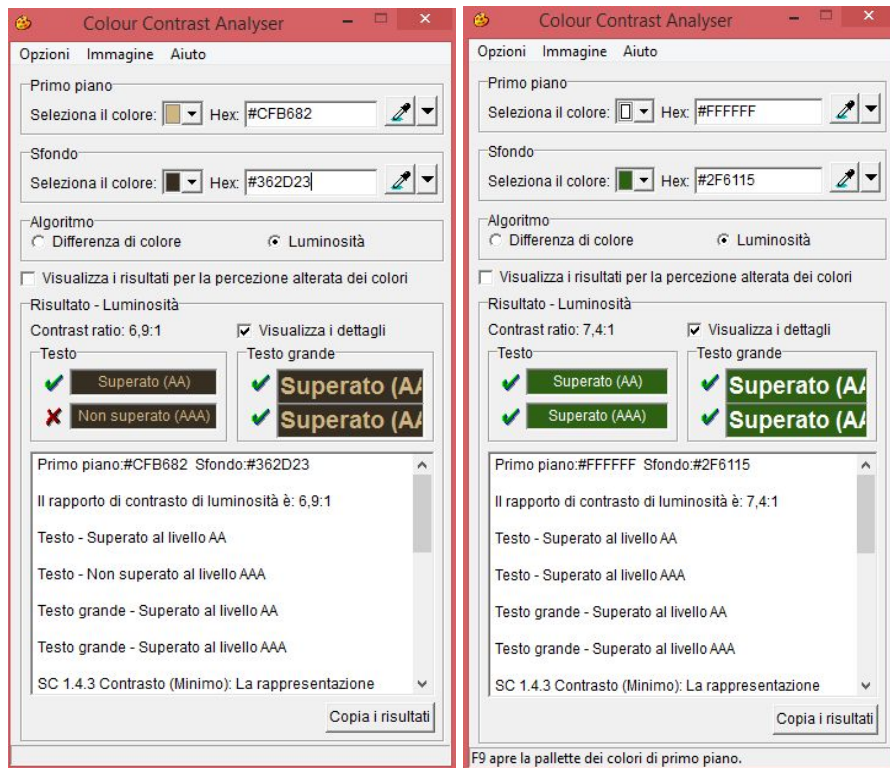 Colour Contrast Analyser
Opzioni Immagine Aiuto
Primo piano
Seleziona il colore: Hex: #CFB682
Sfondo
Seleziona il colore: Hex: #362D23
Algoritmo
Differenza di colore Luminosità
Visualizza i risultati per la percezione alterata dei colori
Risultato - Luminosità
Contrast ratio: 6,9:1 Visualizza i dettagli
Testo Testo grande
Superato (AA) Superato (AA
Non superato (AAA) Superato (AA
Primo piano:#CFB682 Sfondo:#362D23
Il rapporto di contrasto di luminosità è: 6,9:1
Testo - Superato al livello AA
Testo - Non superato al livello AAA
Testo grande - Superato al livello AA
Testo grande - Superato al livello AAA
SC 1.4.3 Contrasto (Minimo): La rappresentazione
Copia i risultati
Colour Contrast Analyser
Opzioni Immagine Aiuto
Primo piano
Seleziona il colore: Hex: #FFFFFF
Sfondo
Seleziona il colore: Hex: #2F6115
Algoritmo
Differenza di colore Luminosità
Visualizza i risultati per la percezione alterata dei colori
Risultato - Luminosità
Contrast ratio: 7,4:1 Visualizza i dettagli
Testo Testo grande
Superato (AA) Superato (AA
Superato (AAA) Superato (AA
Primo piano:#FFFFFF Sfondo:#2F6115
Il rapporto di contrasto di luminosità è: 7,4:1
Testo - Superato al livello AA
Testo - Superato al livello AAA
Testo grande - Superato al livello AA
Testo grande - Superato al livello AAA
SC 1.4.3 Contrasto (Minimo): La rappresentazione
Copia i risultati
F9 apre la pallette dei colori di primo piano.